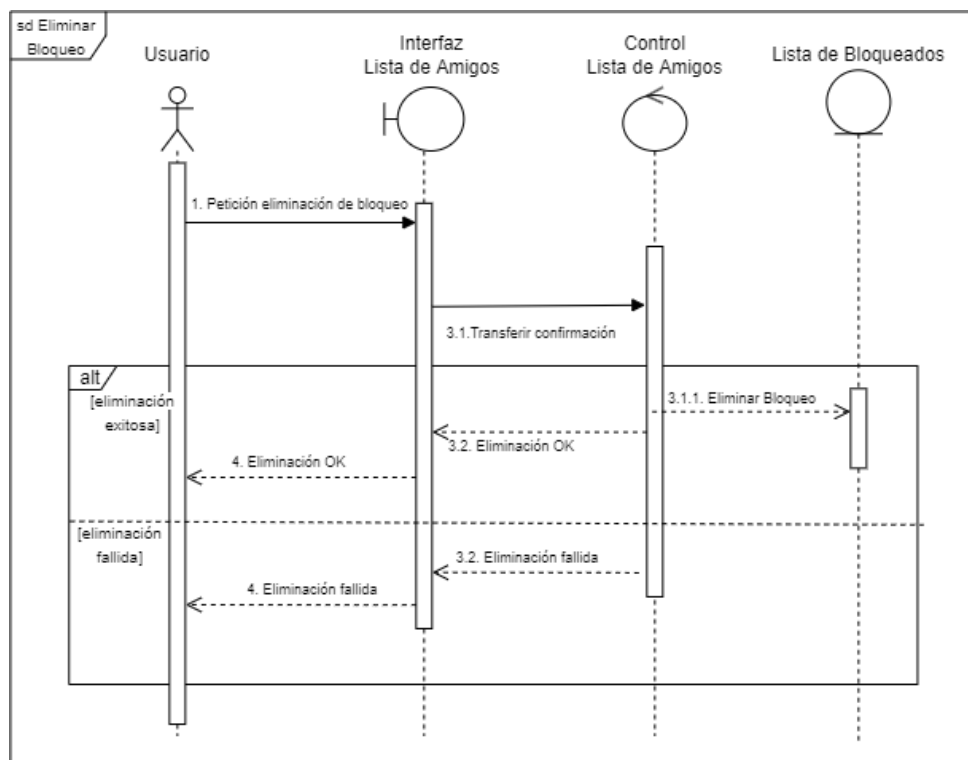 sd Eliminar
Bloqueo
Usuario
Interfaz
Lista de Amigos
Control
Lista de Amigos
Lista de Bloqueados
1. Petición eliminación de bloqueo
3.1.Transferir confirmación
alt
[eliminación
exitosa]
3.1.1. Eliminar Bloqueo
3.2. Eliminación OK
4. Eliminación OK
[eliminación
fallida]
3.2. Eliminación fallida
4. Eliminación fallida